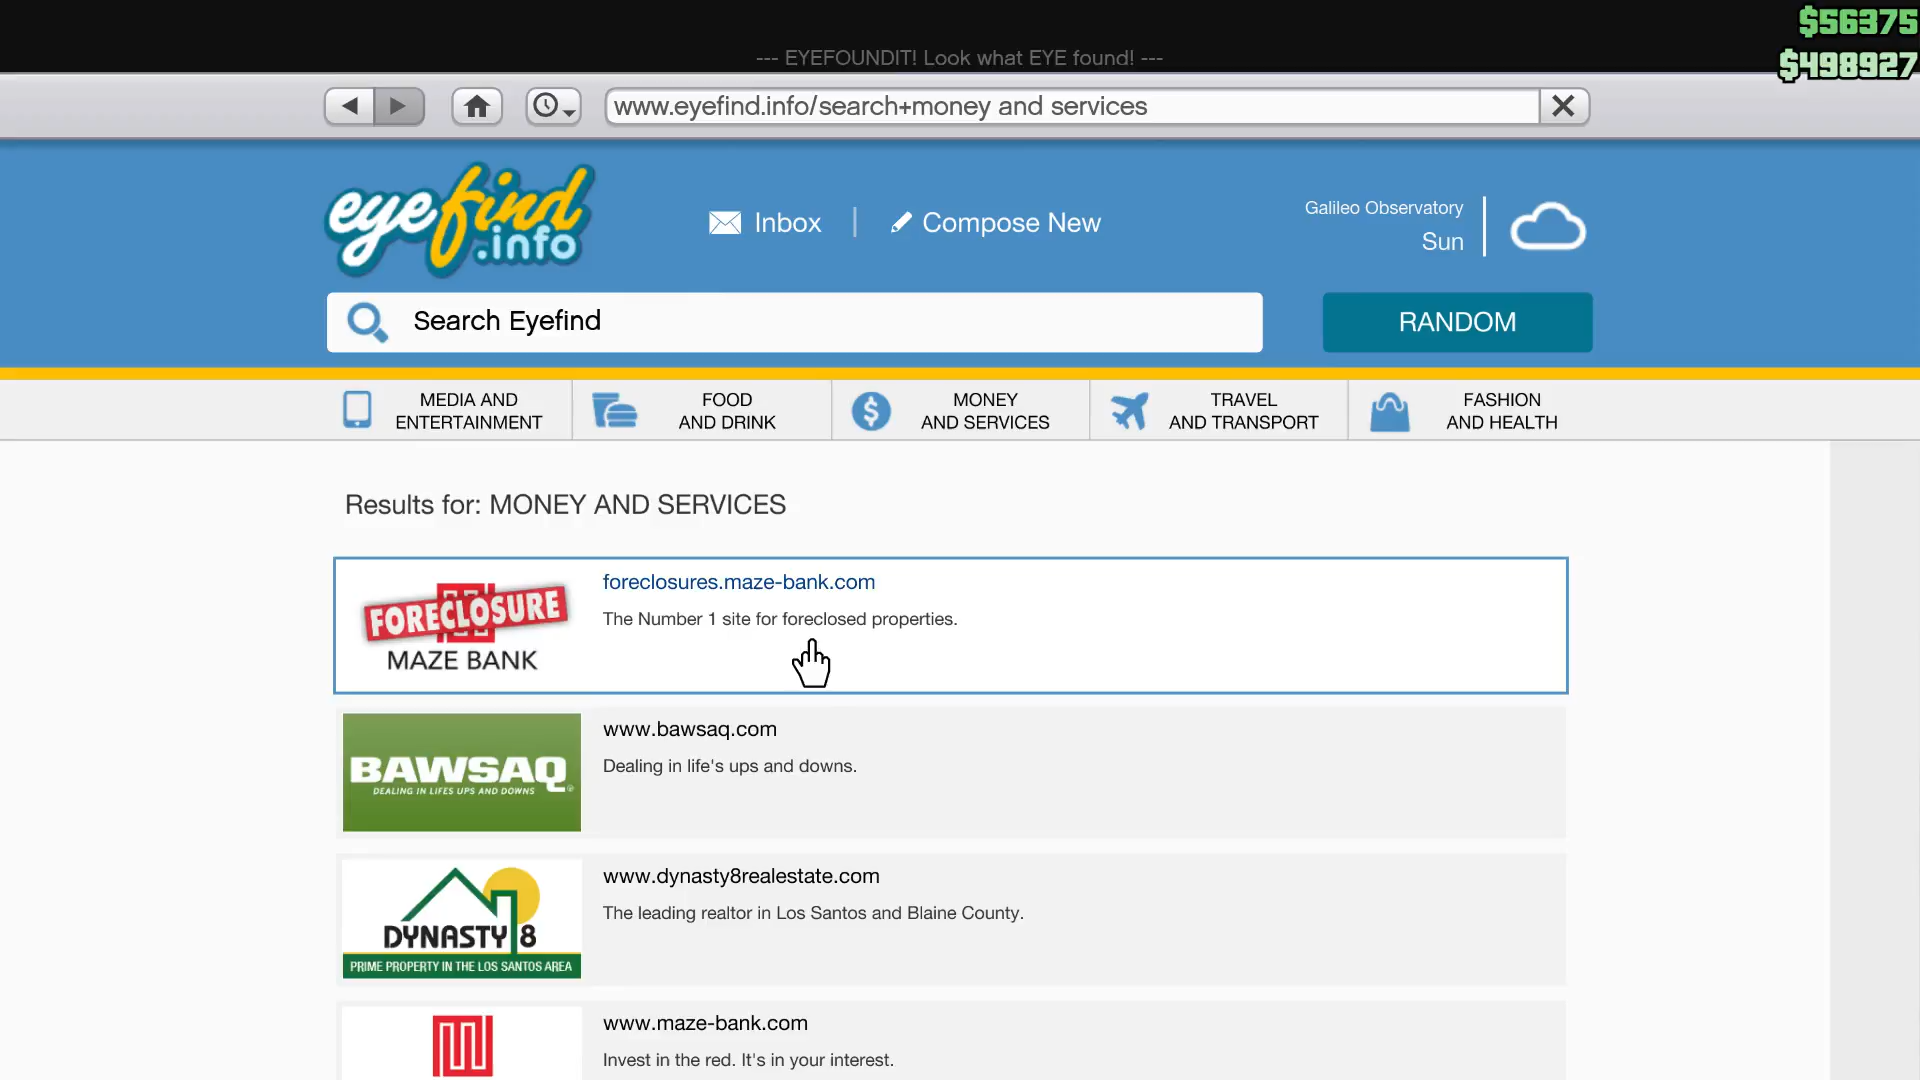 $56375
--- EYEFOUNDIT! Look what EYE found! ---
$498927
www.eyefind.info/search+money and services
eyefind
.info
Inbox
Compose New
Galileo Observatory
Sun
Search Eyefind
RANDOM
MEDIA AND
ENTERTAINMENT
FOOD
AND DRINK
MONEY
AND SERVICES
TRAVEL
AND TRANSPORT
FASHION
AND HEALTH
Results for: MONEY AND SERVICES
FORECLOSURE
MAZE BANK
foreclosures.maze-bank.com
The Number 1 site for foreclosed properties.
BAWSAQ
DEALING IN LIFES UPS AND DOWNS
www.bawsaq.com
Dealing in life's ups and downs.
DYNASTY 8
PRIME PROPERTY IN THE LOS SANTOS AREA
www.dynasty8realestate.com
The leading realtor in Los Santos and Blaine County.
www.maze-bank.com
Invest in the red. It's in your interest.